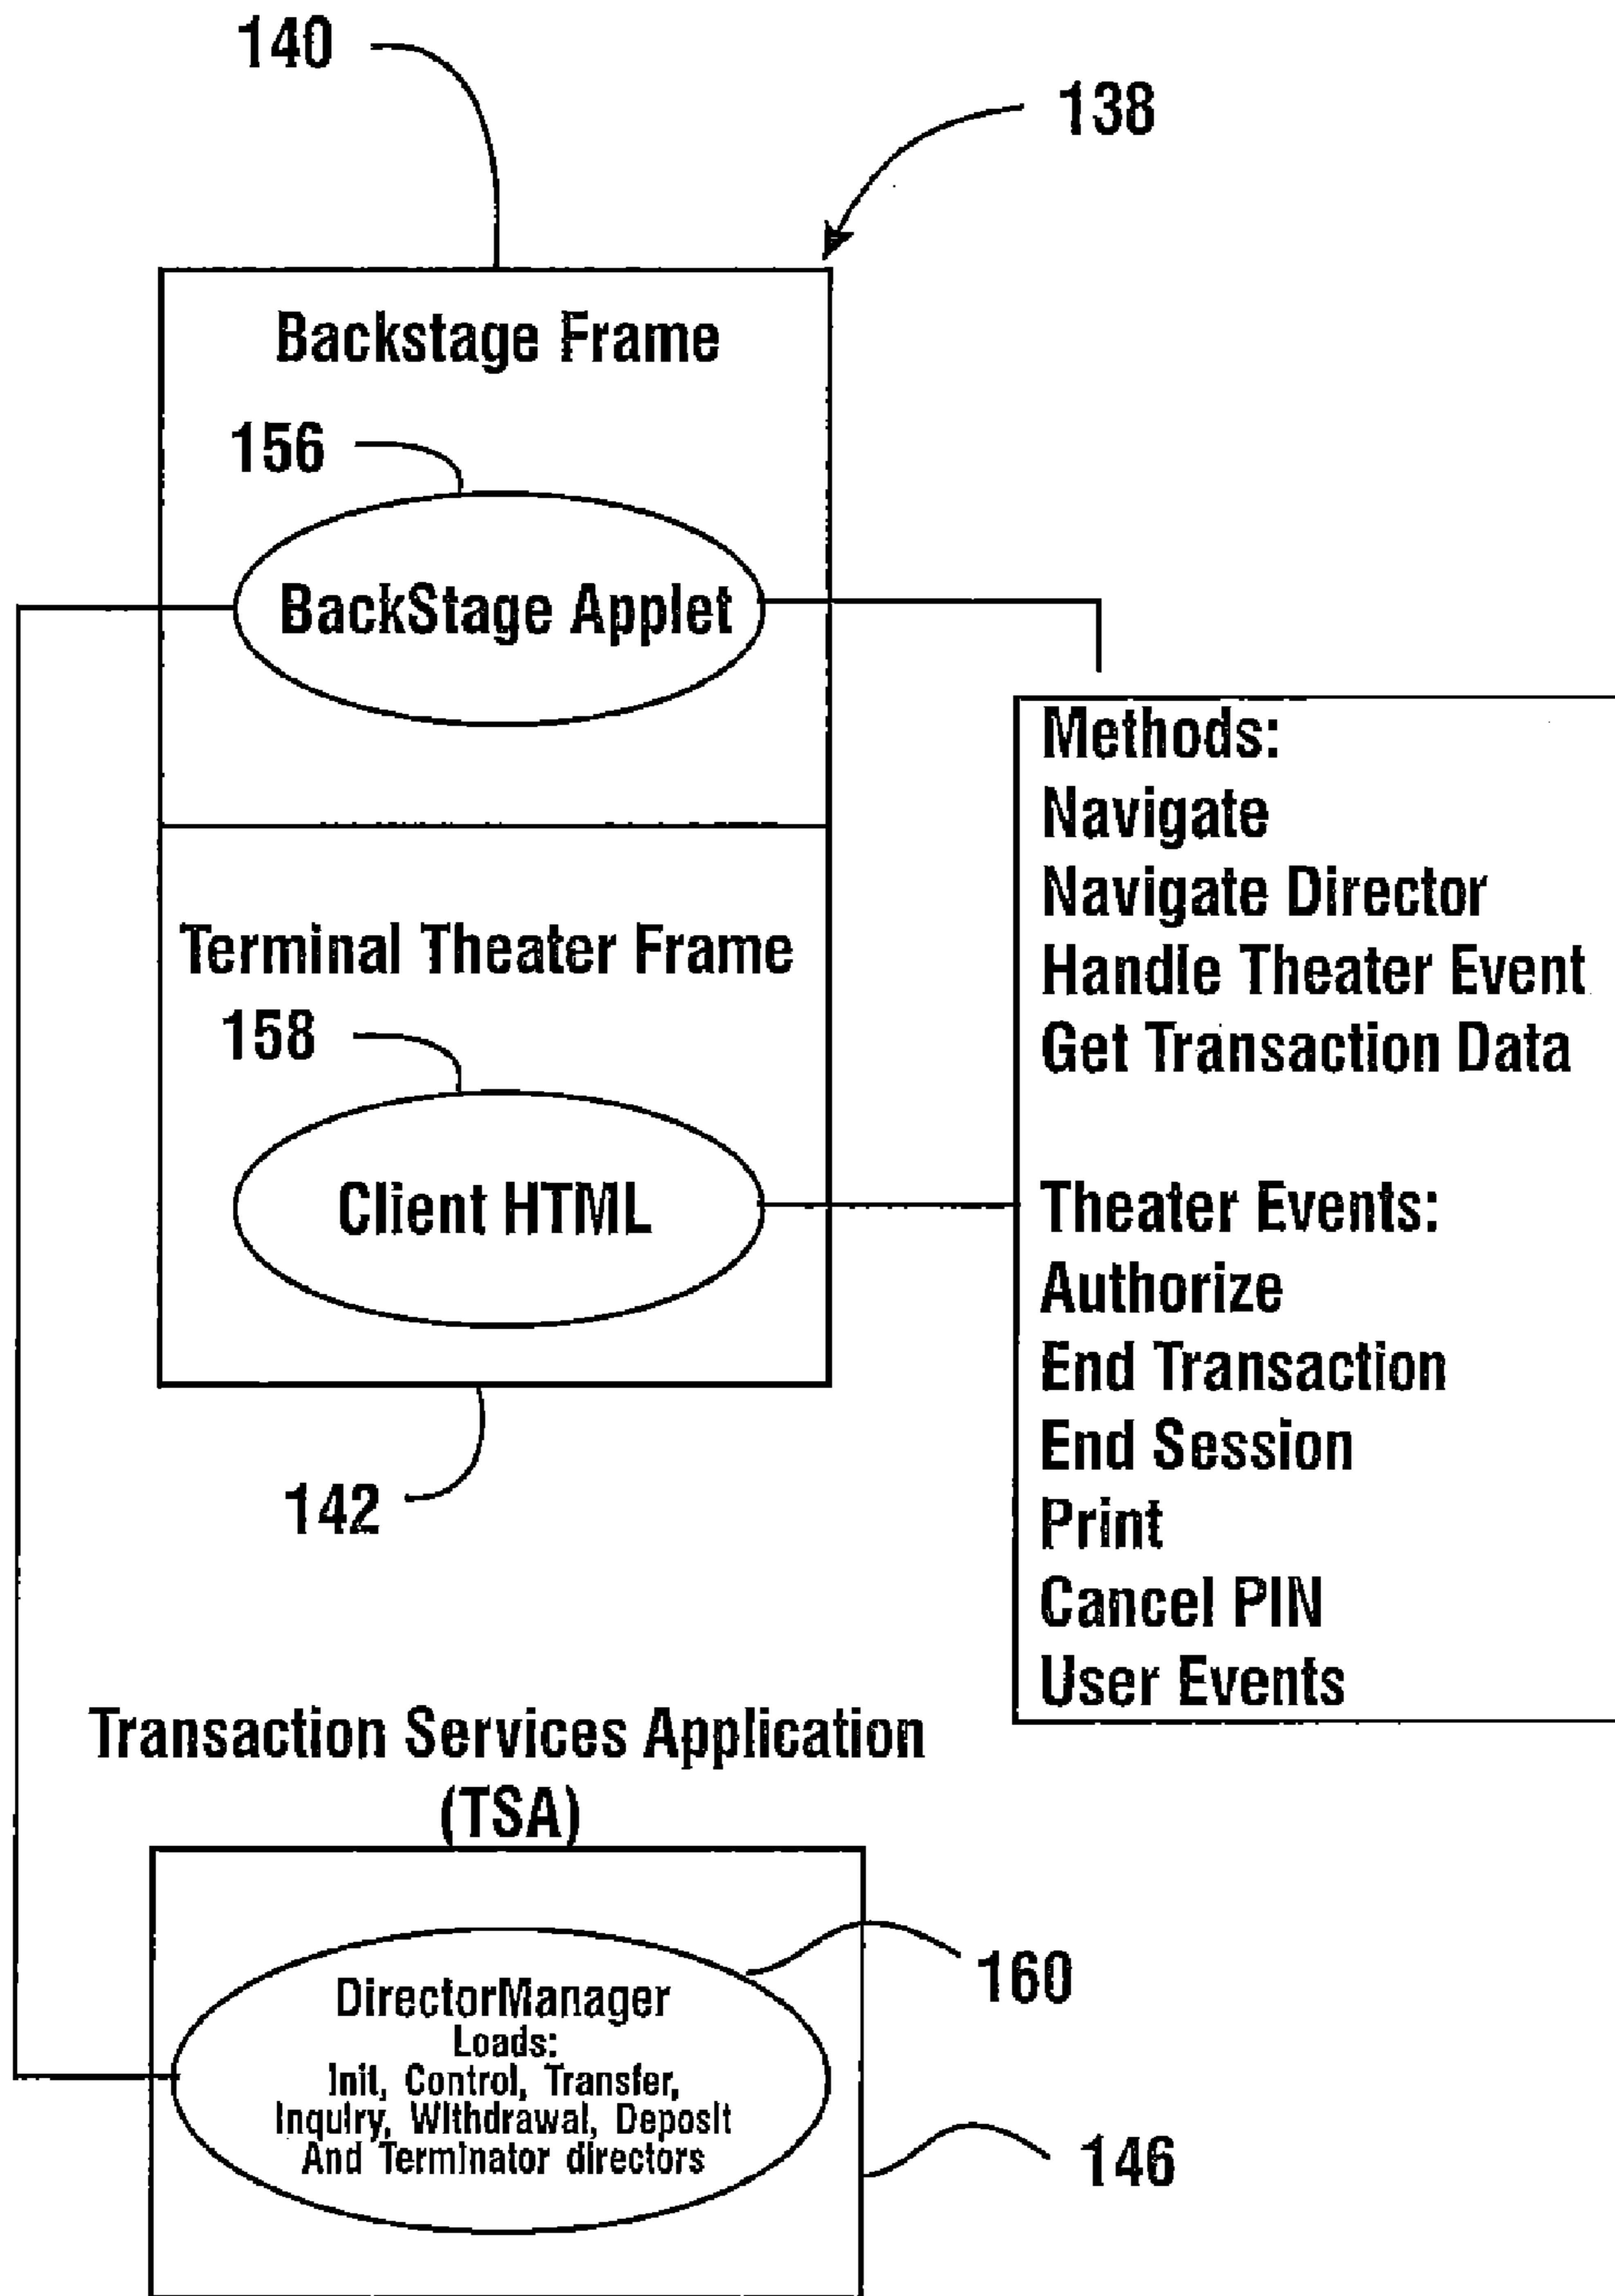 140
138
Backstage Frame
156
BackStage Applet
Methods:
Navigate
Navigate Director
Handle Theater Event
Get Transaction Data
Terminal Theater Frame
158
Client HTML
Theater Events:
Authorize
End Transaction
End Session
Print
Cancel PIN
User Events
142
Transaction Services Application
(TSA)
DirectorManager
Loads:
Init, Control, Transfer,
Inquiry, Withdrawal, Deposit
And Terminator directors
160
146